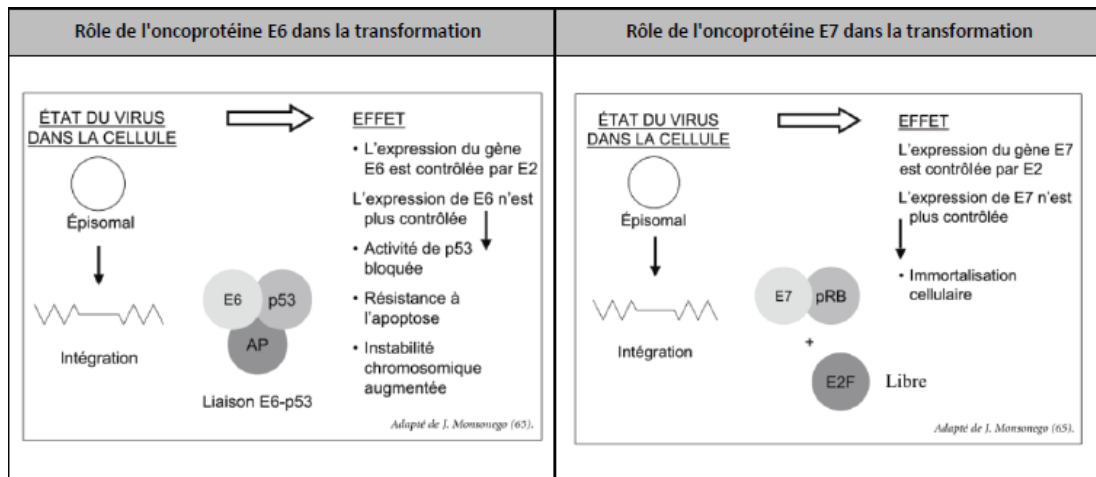 Rôle de l'oncoprotéine E6 dans la transformation
ÉTAT DU VIRUS
DANS LA CELLULE
Épisomal
Intégration
E6
p53
AP
Liaison E6-p53
EFFET
• L'expression du gène
E6 est contrôlée par E2
L'expression de E6 n'est
plus contrôlée
• Activité de p53
bloquée
• Résistance à
l'apoptose
• Instabilité
chromosomique
augmentée
Adapté de J. Monsonego (65).
Rôle de l'oncoprotéine E7 dans la transformation
ÉTAT DU VIRUS
DANS LA CELLULE
Épisomal
Intégration
E7
pRB
+
E2F
Libre
EFFET
L'expression du gène E7
est contrôlée par E2
L'expression de E7 n'est
plus contrôlée
• Immortalisation
cellulaire
Adapté de J. Monsonego (65).